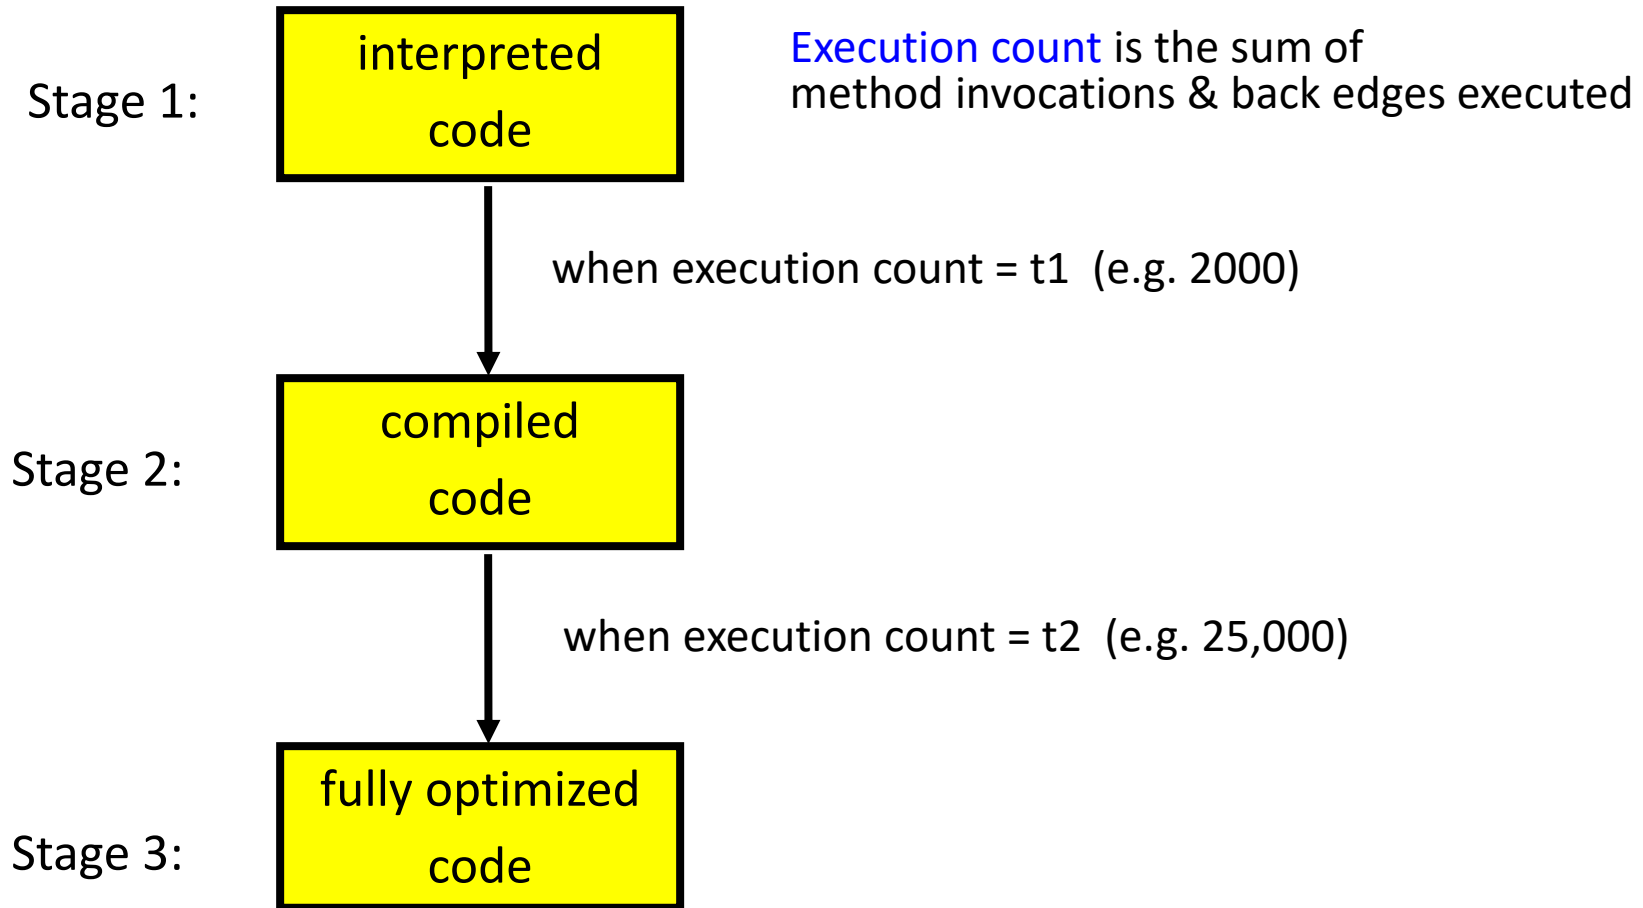 interpreted
code
Execution count is the sum of
method invocations & back edges executed
Stage 1:
when execution count = t1 (e.g. 2000)
compiled
code
Stage 2:
when execution count = t2 (e.g. 25,000)
fully optimized
code
Stage 3: